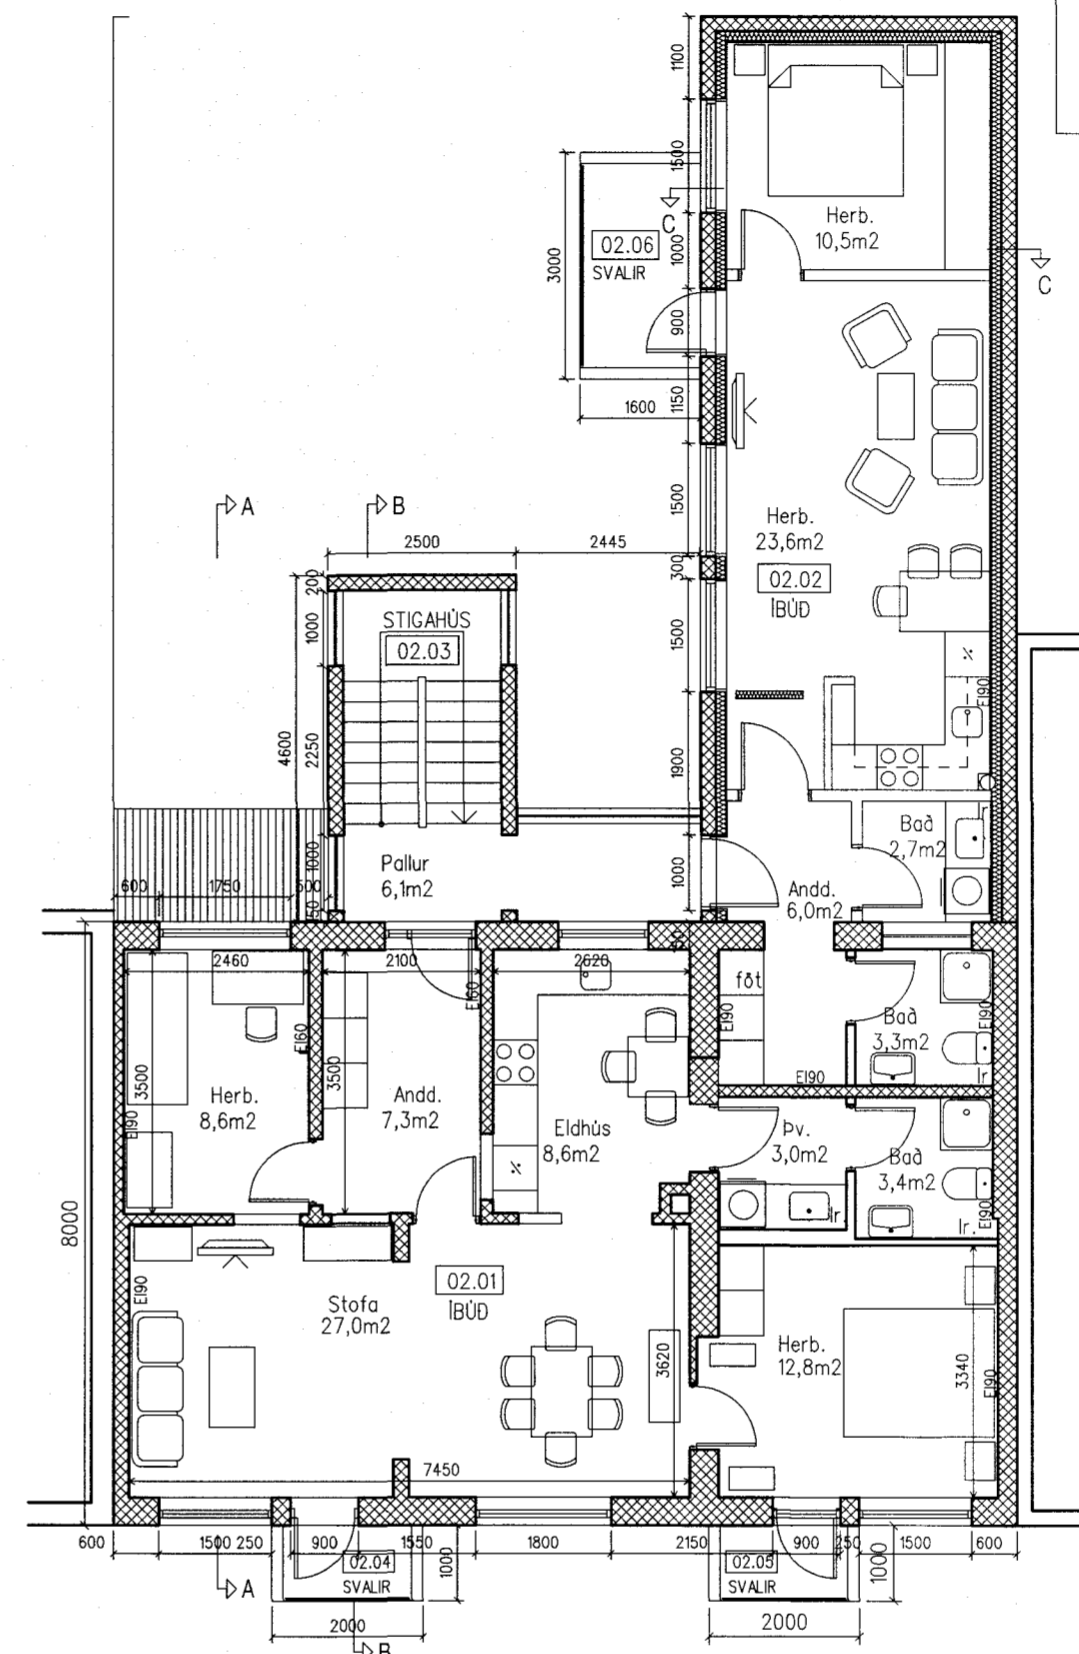 1100
1500
C
02.06
SVALIR
3000
1000
Herb.
10,5m2
C
900
1150
1600
A
B
2500
2445
1500
Herb.
23,6m2
02.02
ÍBÚÐ
300
200
1000
STIGAHÚS
02.03
1500
EI90
4600
2250
1900
Pallur
6,1m2
1000
1000
Bað
2,7m2
Andd.
6,0m2
600
1750
500
2460
2100
2620
EI60
föt
EI90
EI60
3500
3500
Bað
3,3m2
EI90
Ir
EI90
Herb.
8,6m2
Andd.
7,3m2
Eldhús
8,6m2
EI90
Þv.
3,0m2
Bað
3,4m2
EI90
Ir
Ir.
8000
EI90
Stofa
27,0m2
02.01
ÍBÚÐ
3620
Herb.
12,8m2
3340
EI90
7450
600
1500
250
900
1550
1800
2150
900
250
1500
600
02.04
SVALIR
1000
02.05
SVALIR
1000
A
2000
2000
B